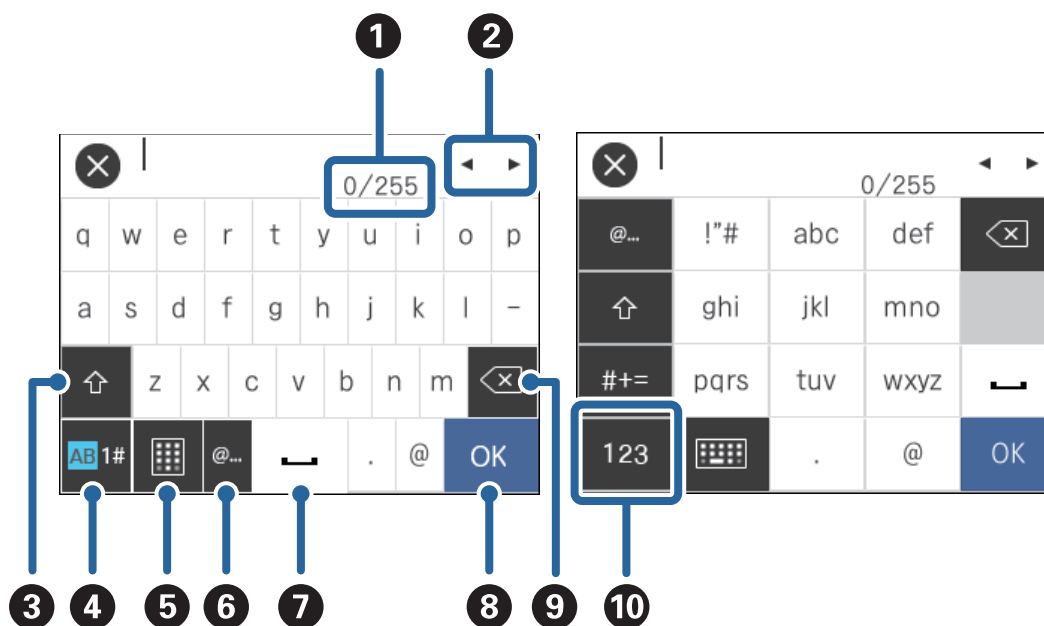 1 2
0/255
q w e r t y u i o p
a s d f g h j k l -
z x c v b n m
AB 1# @... . @ OK
0/255
@... !"# abc def
ghi jkl mno
#+= pqrs tuv wxyz
123 . @ OK
3 4 5 6 7 8 9 10